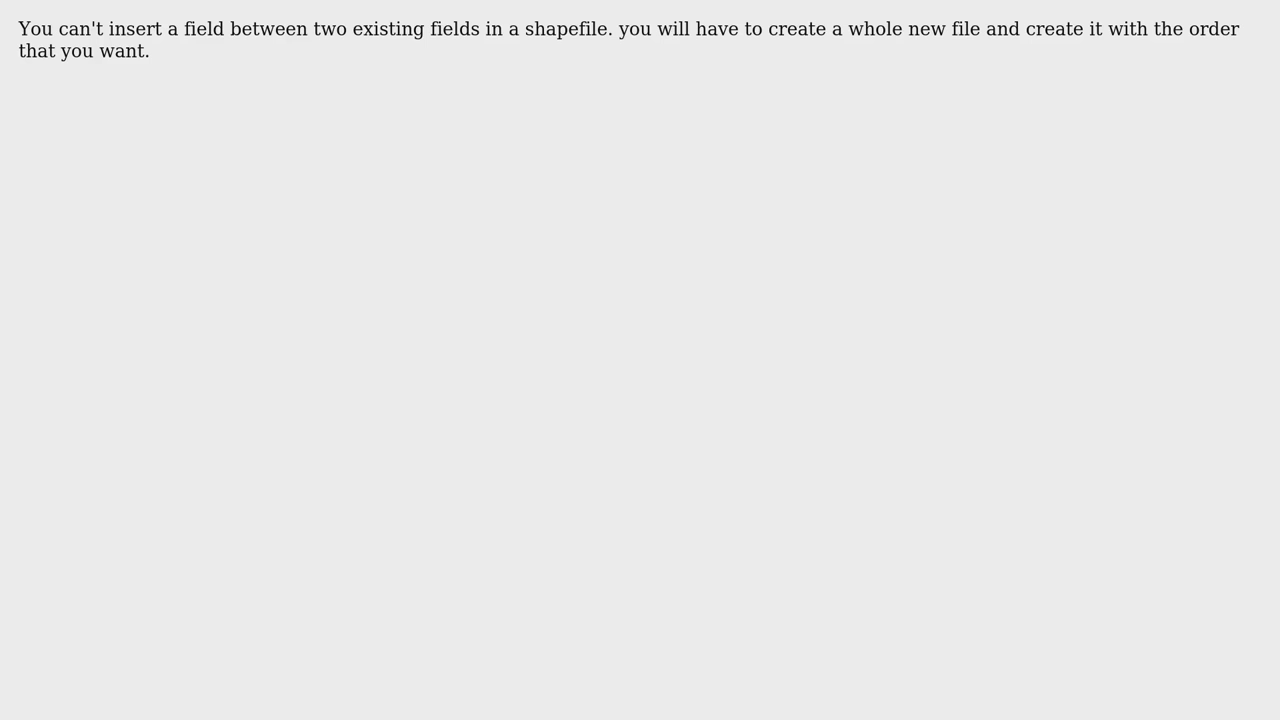 You can't insert a field between two existing fields in a shapefile. you will have to create a whole new file and create it with the order
that you want.